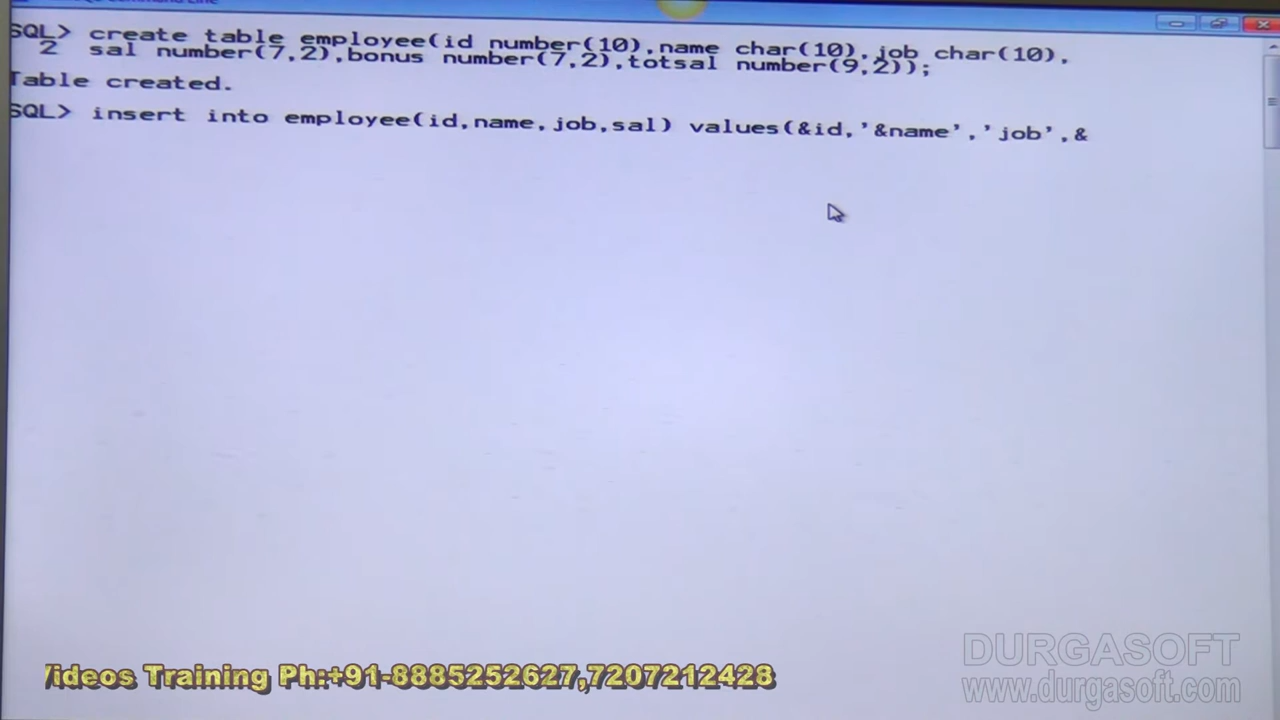 SQL> create table employee(id number(10),name char(10),job char(10),
2 sal number(7,2),bonus number(7,2),totsal number(9,2));
Table created.
SQL> insert into employee(id,name,job,sal) values(&id,'&name','job',&
Videos Training Ph:+91-8885252627,7207212428
DURGASOFT
www.durgasoft.com